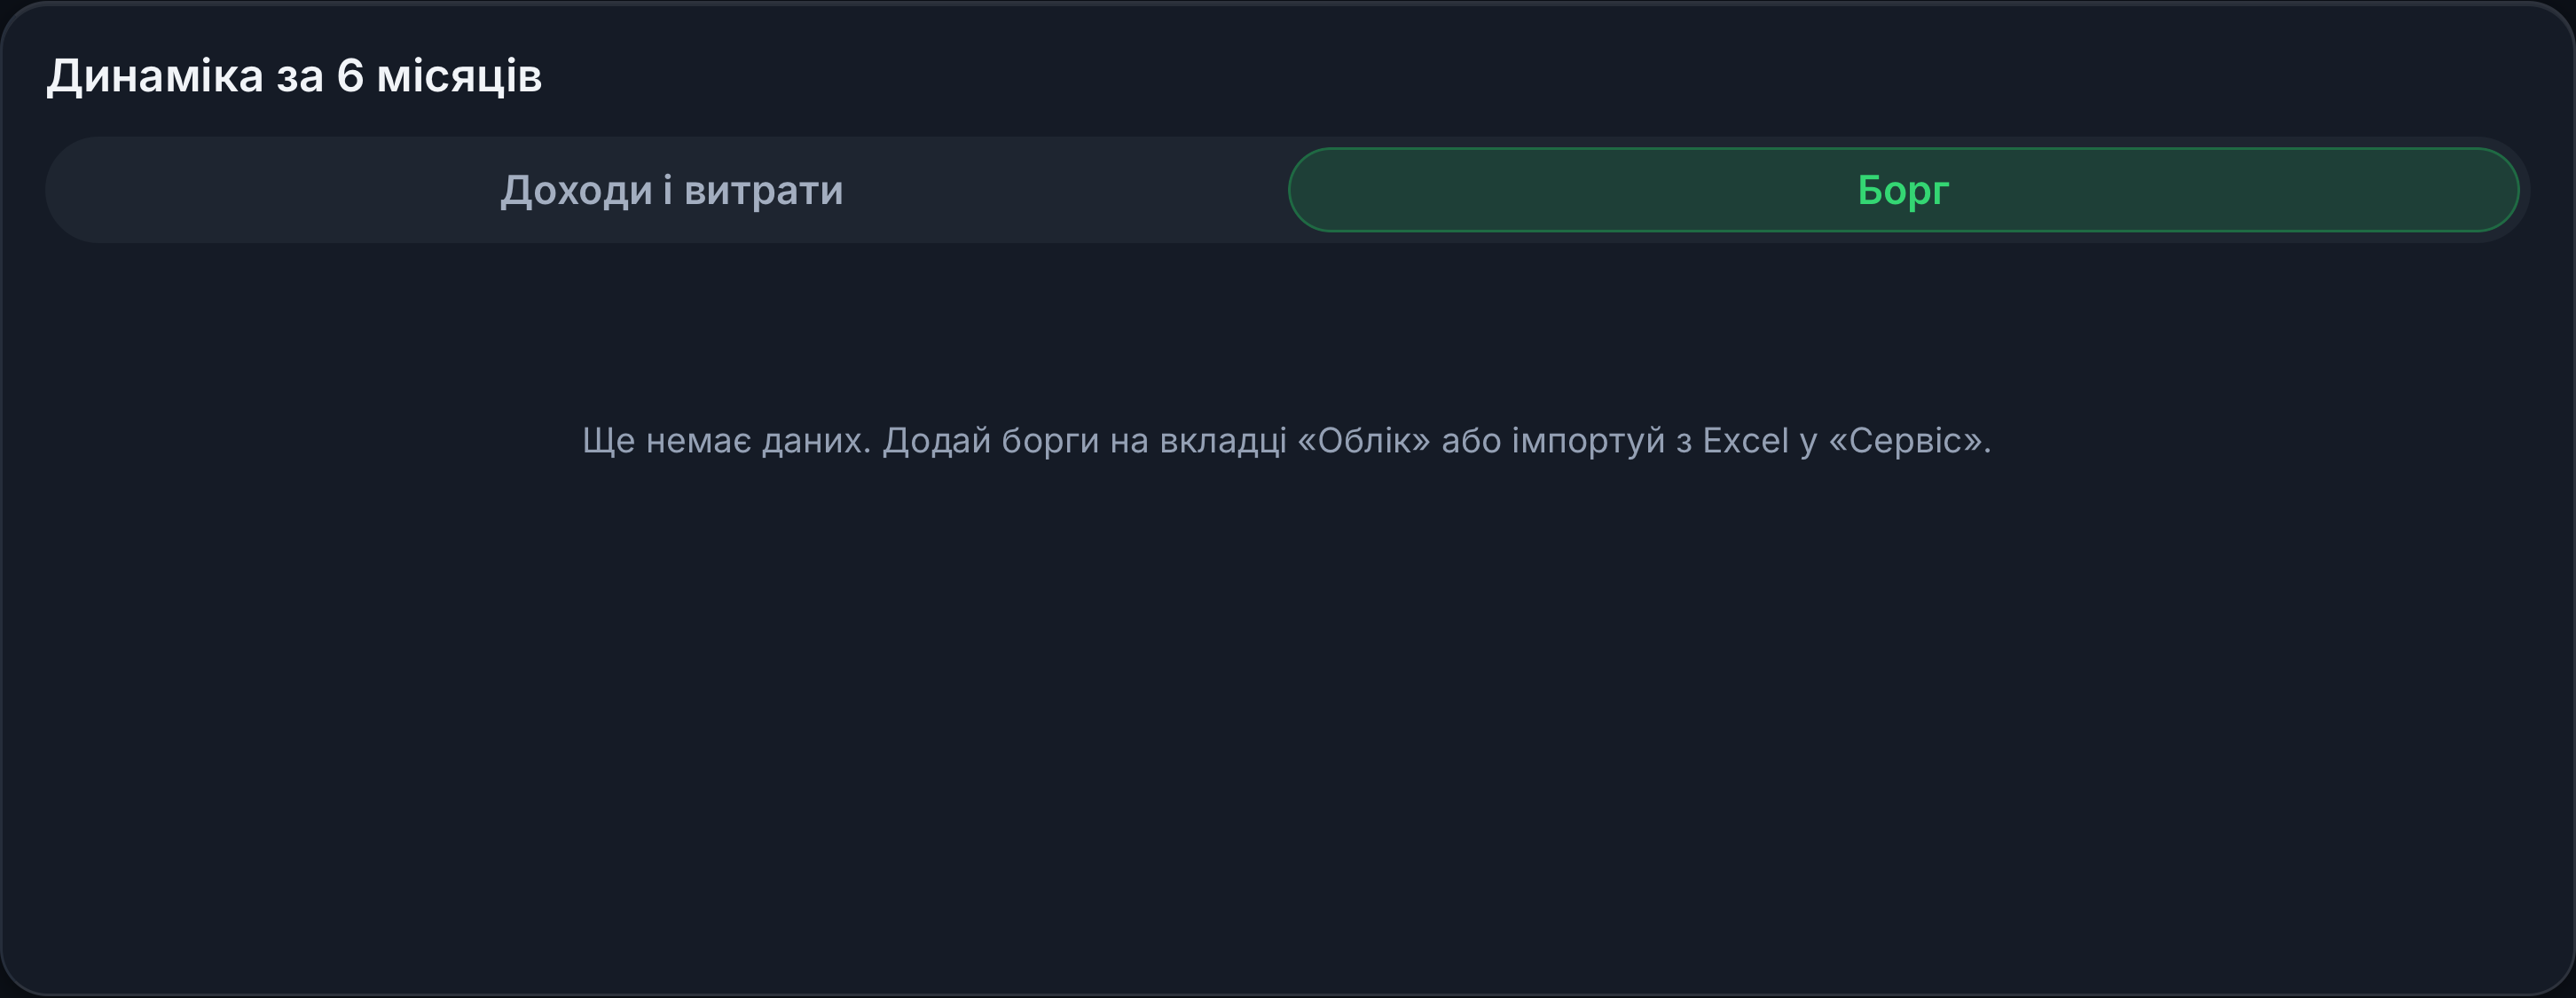 Динаміка за 6 місяців
Доходи і витрати
Борг
Ще немає даних. Додай борги на вкладці «Облік» або імпортуй з Excel у «Сервіс».